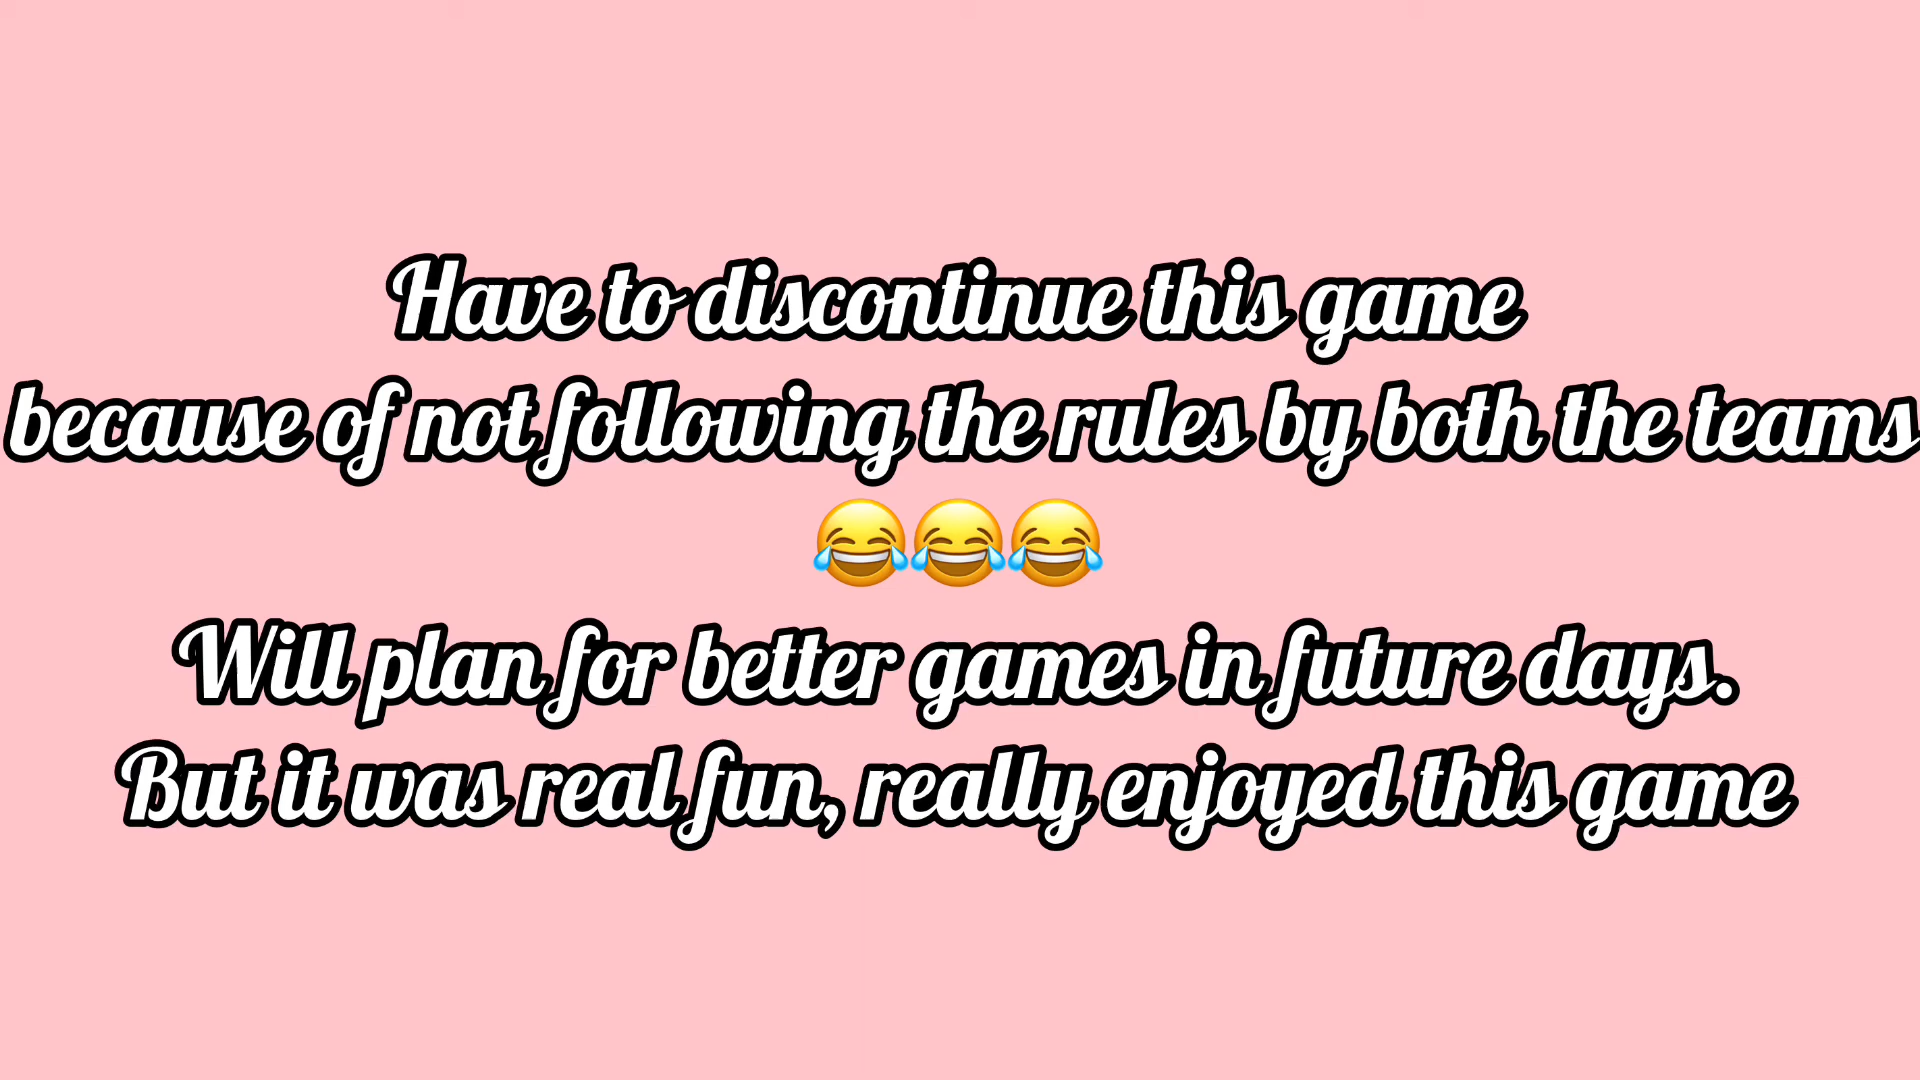 Have to discontinue this game
because of not following the rules by both the teams
😂😂😂
Will plan for better games in future days.
But it was real fun, really enjoyed this game